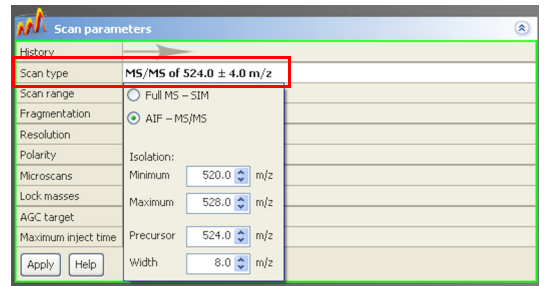 Scan parameters
History
Scan type MS/MS of 524.0 ± 4.0 m/z
Scan range Full MS – SIM
Fragmentation AIF – MS/MS
Resolution
Polarity Isolation:
Microscans Minimum 520.0 m/z
Lock masses Maximum 528.0 m/z
AGC target
Maximum inject time Precursor 524.0 m/z
Apply Help Width 8.0 m/z